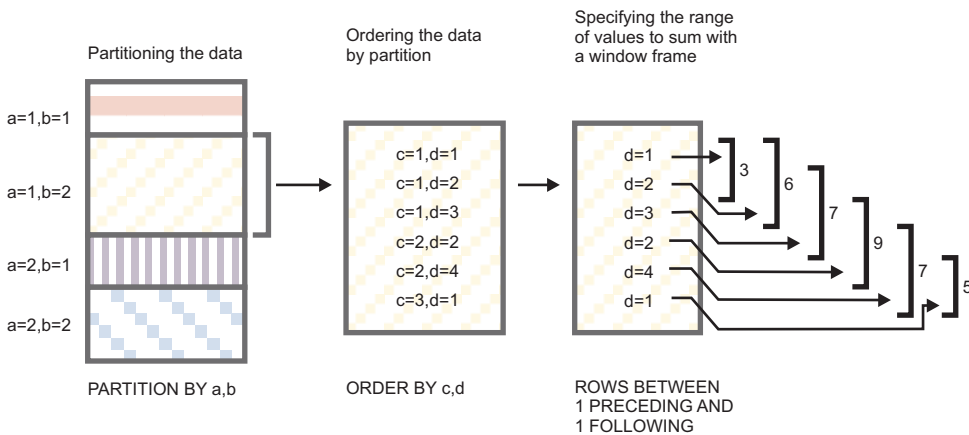 Partitioning the data
a=1,b=1
a=1,b=2
a=2,b=1
a=2,b=2
PARTITION BY a,b
Ordering the data
by partition
c=1,d=1
c=1,d=2
c=1,d=3
c=2,d=2
c=2,d=4
c=3,d=1
ORDER BY c,d
Specifying the range
of values to sum with
a window frame
d=1
d=2
d=3
d=2
d=4
d=1
3
6
7
9
7
5
ROWS BETWEEN
1 PRECEDING AND
1 FOLLOWING